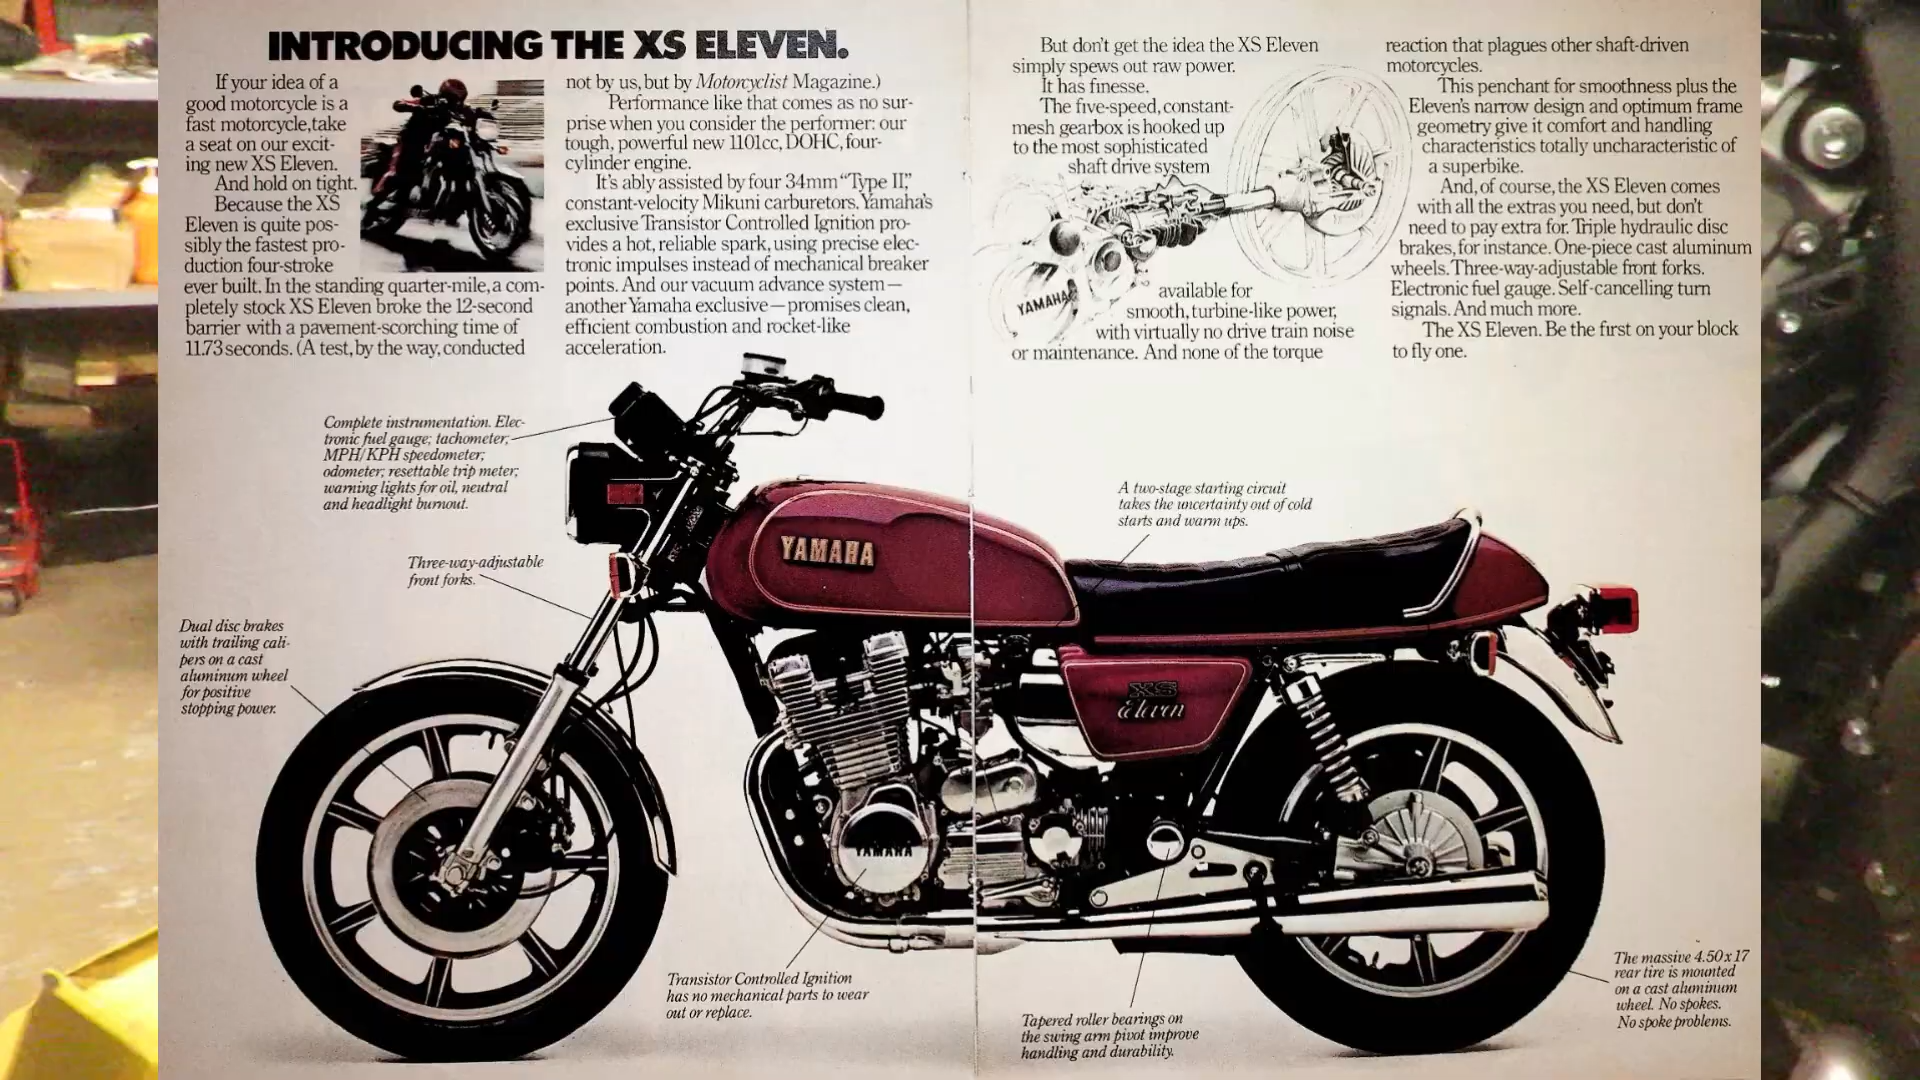 INTRODUCING THE XS ELEVEN.
If your idea of a
good motorcycle is a
fast motorcycle, take
a seat on our excit-
ing new XS Eleven.
And hold on tight.
Because the XS
Eleven is quite pos-
sibly the fastest pro-
duction four-stroke
ever built. In the standing quarter-mile, a com-
pletely stock XS Eleven broke the 12-second
barrier with a pavement-scorching time of
11.73 seconds. (A test, by the way, conducted
not by us, but by Motorcyclist Magazine.)
Performance like that comes as no sur-
prise when you consider the performer: our
tough, powerful new 1101cc, DOHC, four-
cylinder engine.
It's ably assisted by four 34mm “Type II,”
constant-velocity Mikuni carburetors. Yamaha's
exclusive Transistor Controlled Ignition pro-
vides a hot, reliable spark, using precise elec-
tronic impulses instead of mechanical breaker
points. And our vacuum advance system—
another Yamaha exclusive—promises clean,
efficient combustion and rocket-like
acceleration.
But don't get the idea the XS Eleven
simply spews out raw power.
It has finesse.
The five-speed, constant-
mesh gearbox is hooked up
to the most sophisticated
shaft drive system
available for
smooth, turbine-like power,
with virtually no drive train noise
or maintenance. And none of the torque
reaction that plagues other shaft-driven
motorcycles.
This penchant for smoothness plus the
Eleven's narrow design and optimum frame
geometry give it comfort and handling
characteristics totally uncharacteristic of
a superbike.
And, of course, the XS Eleven comes
with all the extras you need, but don't
need to pay extra for. Triple hydraulic disc
brakes, for instance. One-piece cast aluminum
wheels. Three-way-adjustable front forks.
Electronic fuel gauge. Self-cancelling turn
signals. And much more.
The XS Eleven. Be the first on your block
to fly one.
YAMAHA
Complete instrumentation. Elec-
tronic fuel gauge; tachometer;
MPH/KPH speedometer;
odometer; resettable trip meter;
warning lights for oil, neutral
and headlight burnout.
Three-way-adjustable
front forks.
Dual disc brakes
with trailing cali-
pers on a cast
aluminum wheel
for positive
stopping power.
A two-stage starting circuit
takes the uncertainty out of cold
starts and warm ups.
YAMAHA
XS
eleven
YAMAHA
Transistor Controlled Ignition
has no mechanical parts to wear
out or replace.
Tapered roller bearings on
the swing arm pivot improve
handling and durability.
The massive 4.50 x 17
rear tire is mounted
on a cast aluminum
wheel. No spokes.
No spoke problems.